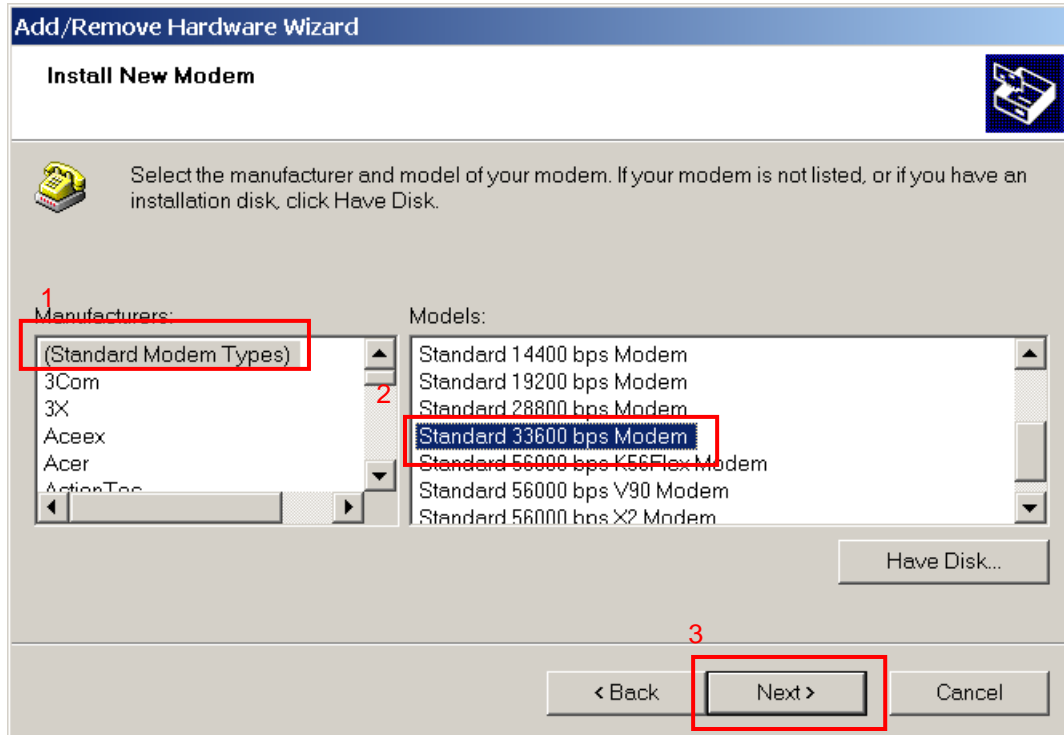 Add/Remove Hardware Wizard
Install New Modem
Select the manufacturer and model of your modem. If your modem is not listed, or if you have an
installation disk, click Have Disk.
1
Manufacturers:
(Standard Modem Types)
3Com
3X
Aceex
Acer
ActionTec
2
Models:
Standard 14400 bps Modem
Standard 19200 bps Modem
Standard 28800 bps Modem
Standard 33600 bps Modem
Standard 56000 bps K56Flex Modem
Standard 56000 bps V90 Modem
Standard 56000 bps X2 Modem
Have Disk...
3
< Back
Next >
Cancel